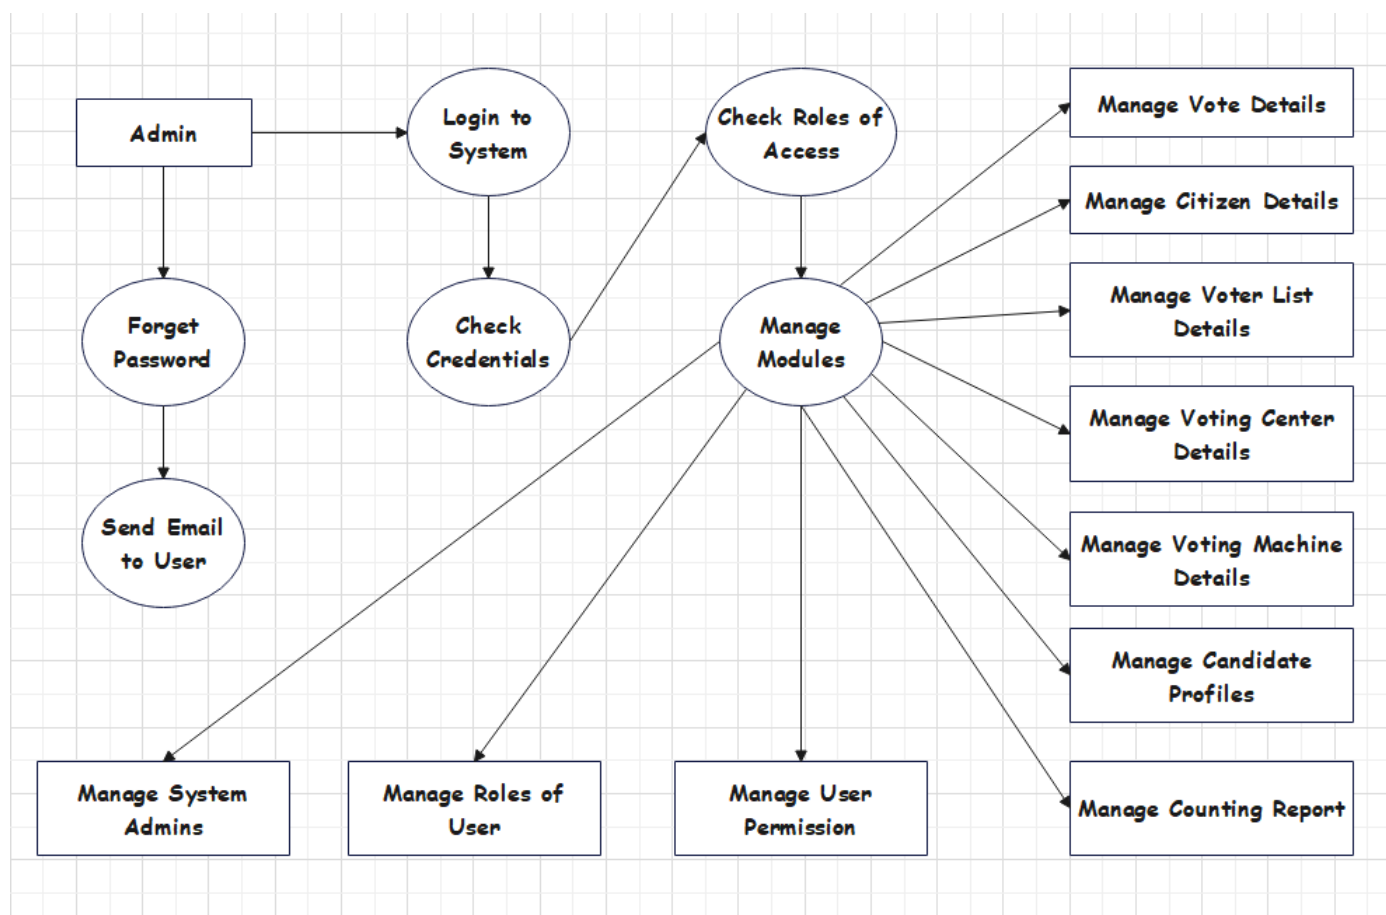 Admin
Login to
System
Check Roles of
Access
Manage Vote Details
Manage Citizen Details
Manage Voter List
Details
Forget
Password
Check
Credentials
Manage
Modules
Manage Voting Center
Details
Send Email
to User
Manage Voting Machine
Details
Manage Candidate
Profiles
Manage System
Admins
Manage Roles of
User
Manage User
Permission
Manage Counting Report